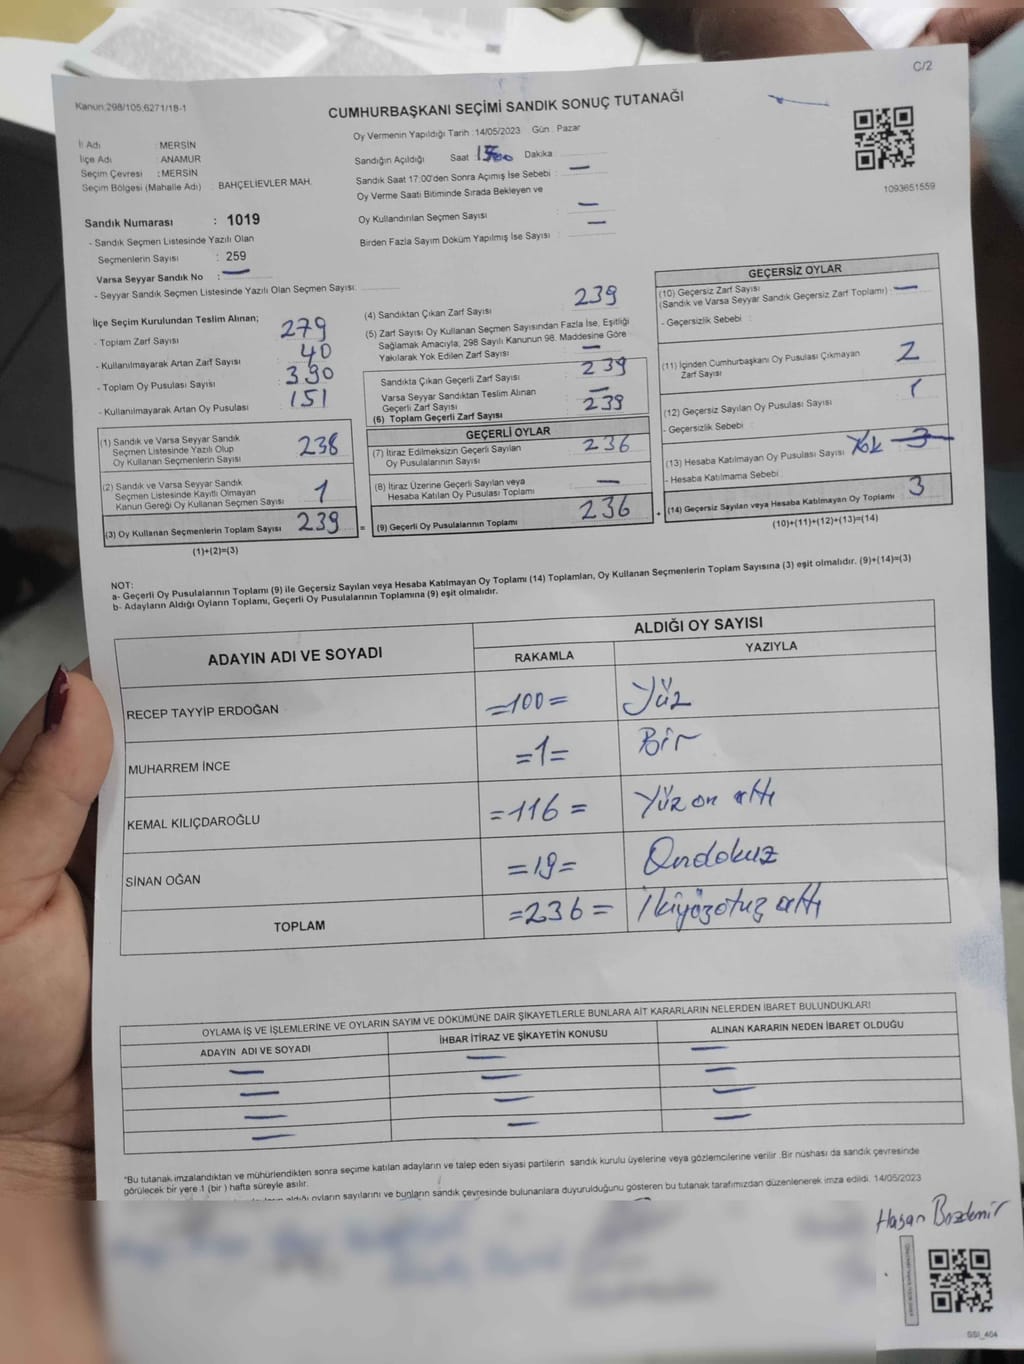 C/2
Kanun:298/105,6271/18-1
CUMHURBAŞKANI SEÇİMİ SANDIK SONUÇ TUTANAĞI
İl Adı : MERSİN
İlçe Adı : ANAMUR
Seçim Çevresi : MERSİN
Seçim Bölgesi (Mahalle Adı) : BAHÇELİEVLER MAH.
Oy Vermenin Yapıldığı Tarih : 14/05/2023 Gün : Pazar
Sandığın Açıldığı Saat Dakika
Sandık Saat 17:00'den Sonra Açımış İse Sebebi : —
Oy Verme Saati Bitiminde Sırada Bekleyen ve
Oy Kullandırılan Seçmen Sayısı : —
Birden Fazla Sayım Döküm Yapılmış İse Sayısı : —
1093651559
Sandık Numarası : 1019
- Sandık Seçmen Listesinde Yazılı Olan
Seçmenlerin Sayısı : 259
Varsa Seyyar Sandık No : —
- Seyyar Sandık Seçmen Listesinde Yazılı Olan Seçmen Sayısı:
İlçe Seçim Kurulundan Teslim Alınan;
- Toplam Zarf Sayısı : 279
- Kullanılmayarak Artan Zarf Sayısı : 40
- Toplam Oy Pusulası Sayısı : 390
- Kullanılmayarak Artan Oy Pusulası : 151
(1) Sandık ve Varsa Seyyar Sandık
Seçmen Listesinde Yazılı Olup
Oy Kullanan Seçmenlerin Sayısı 238
(2) Sandık ve Varsa Seyyar Sandık
Seçmen Listesinde Kayıtlı Olmayan
Kanun Gereği Oy Kullanan Seçmen Sayısı 1
(3) Oy Kullanan Seçmenlerin Toplam Sayısı 239 =
(1)+(2)=(3)
(4) Sandıktan Çıkan Zarf Sayısı 239
(5) Zarf Sayısı Oy Kullanan Seçmen Sayısından Fazla İse, Eşitliği
Sağlamak Amacıyla, 298 Sayılı Kanunun 98. Maddesine Göre
Yakılarak Yok Edilen Zarf Sayısı : —
Sandıkta Çıkan Geçerli Zarf Sayısı : 239
Varsa Seyyar Sandıktan Teslim Alınan
Geçerli Zarf Sayısı : —
(6) Toplam Geçerli Zarf Sayısı : 239
GEÇERLİ OYLAR
(7) İtiraz Edilmeksizin Geçerli Sayılan
Oy Pusulalarının Sayısı : 236
(8) İtiraz Üzerine Geçerli Sayılan veya
Hesaba Katılan Oy Pusulası Toplamı : —
(9) Geçerli Oy Pusulalarının Toplamı : 236 +
GEÇERSİZ OYLAR
(10) Geçersiz Zarf Sayısı
(Sandık ve Varsa Seyyar Sandık Geçersiz Zarf Toplamı) : —
- Geçersizlik Sebebi :
(11) İçinden Cumhurbaşkanı Oy Pusulası Çıkmayan
Zarf Sayısı : 2
(12) Geçersiz Sayılan Oy Pusulası Sayısı : 1
- Geçersizlik Sebebi :
(13) Hesaba Katılmayan Oy Pusulası Sayısı Yok 3
- Hesaba Katılmama Sebebi :
(14) Geçersiz Sayılan veya Hesaba Katılmayan Oy Toplamı : 3
(10)+(11)+(12)+(13)=(14)
NOT:
a- Geçerli Oy Pusulalarının Toplamı (9) ile Geçersiz Sayılan veya Hesaba Katılmayan Oy Toplamı (14) Toplamları, Oy Kullanan Seçmenlerin Toplam Sayısına (3) eşit olmalıdır. (9)+(14)=(3)
b- Adayların Aldığı Oyların Toplamı, Geçerli Oy Pusulalarının Toplamına (9) eşit olmalıdır.
ADAYIN ADI VE SOYADI ALDIĞI OY SAYISI
RAKAMLA YAZIYLA
RECEP TAYYİP ERDOĞAN =100= Yüz
MUHARREM İNCE =1= Bir
KEMAL KILIÇDAROĞLU =116= Yüz on altı
SİNAN OĞAN =19= Ondokuz
TOPLAM =236= İkiyüzotuz altı
OYLAMA İŞ VE İŞLEMLERİNE VE OYLARIN SAYIM VE DÖKÜMÜNE DAİR ŞİKAYETLERLE BUNLARA AİT KARARLARIN NELERDEN İBARET BULUNDUKLARI
ADAYIN ADI VE SOYADI İHBAR İTİRAZ VE ŞİKAYETİN KONUSU ALINAN KARARIN NEDEN İBARET OLDUĞU
— — —
— — —
— — —
— — —
"Bu tutanak imzalandıktan ve mühürlendikten sonra seçime katılan adayların ve talep eden siyasi partilerin sandık kurulu üyelerine veya gözlemcilerine verilir .Bir nüshası da sandık çevresinde
görülecek bir yere 1 (bir ) hafta süreyle asılır.
aldığı oyların sayılarını ve bunların sandık çevresinde bulunanlara duyurulduğunu gösteren bu tutanak tarafımızdan düzenlenerek imza edildi. 14/05/2023
Hasan Bozdemir
SSI_404